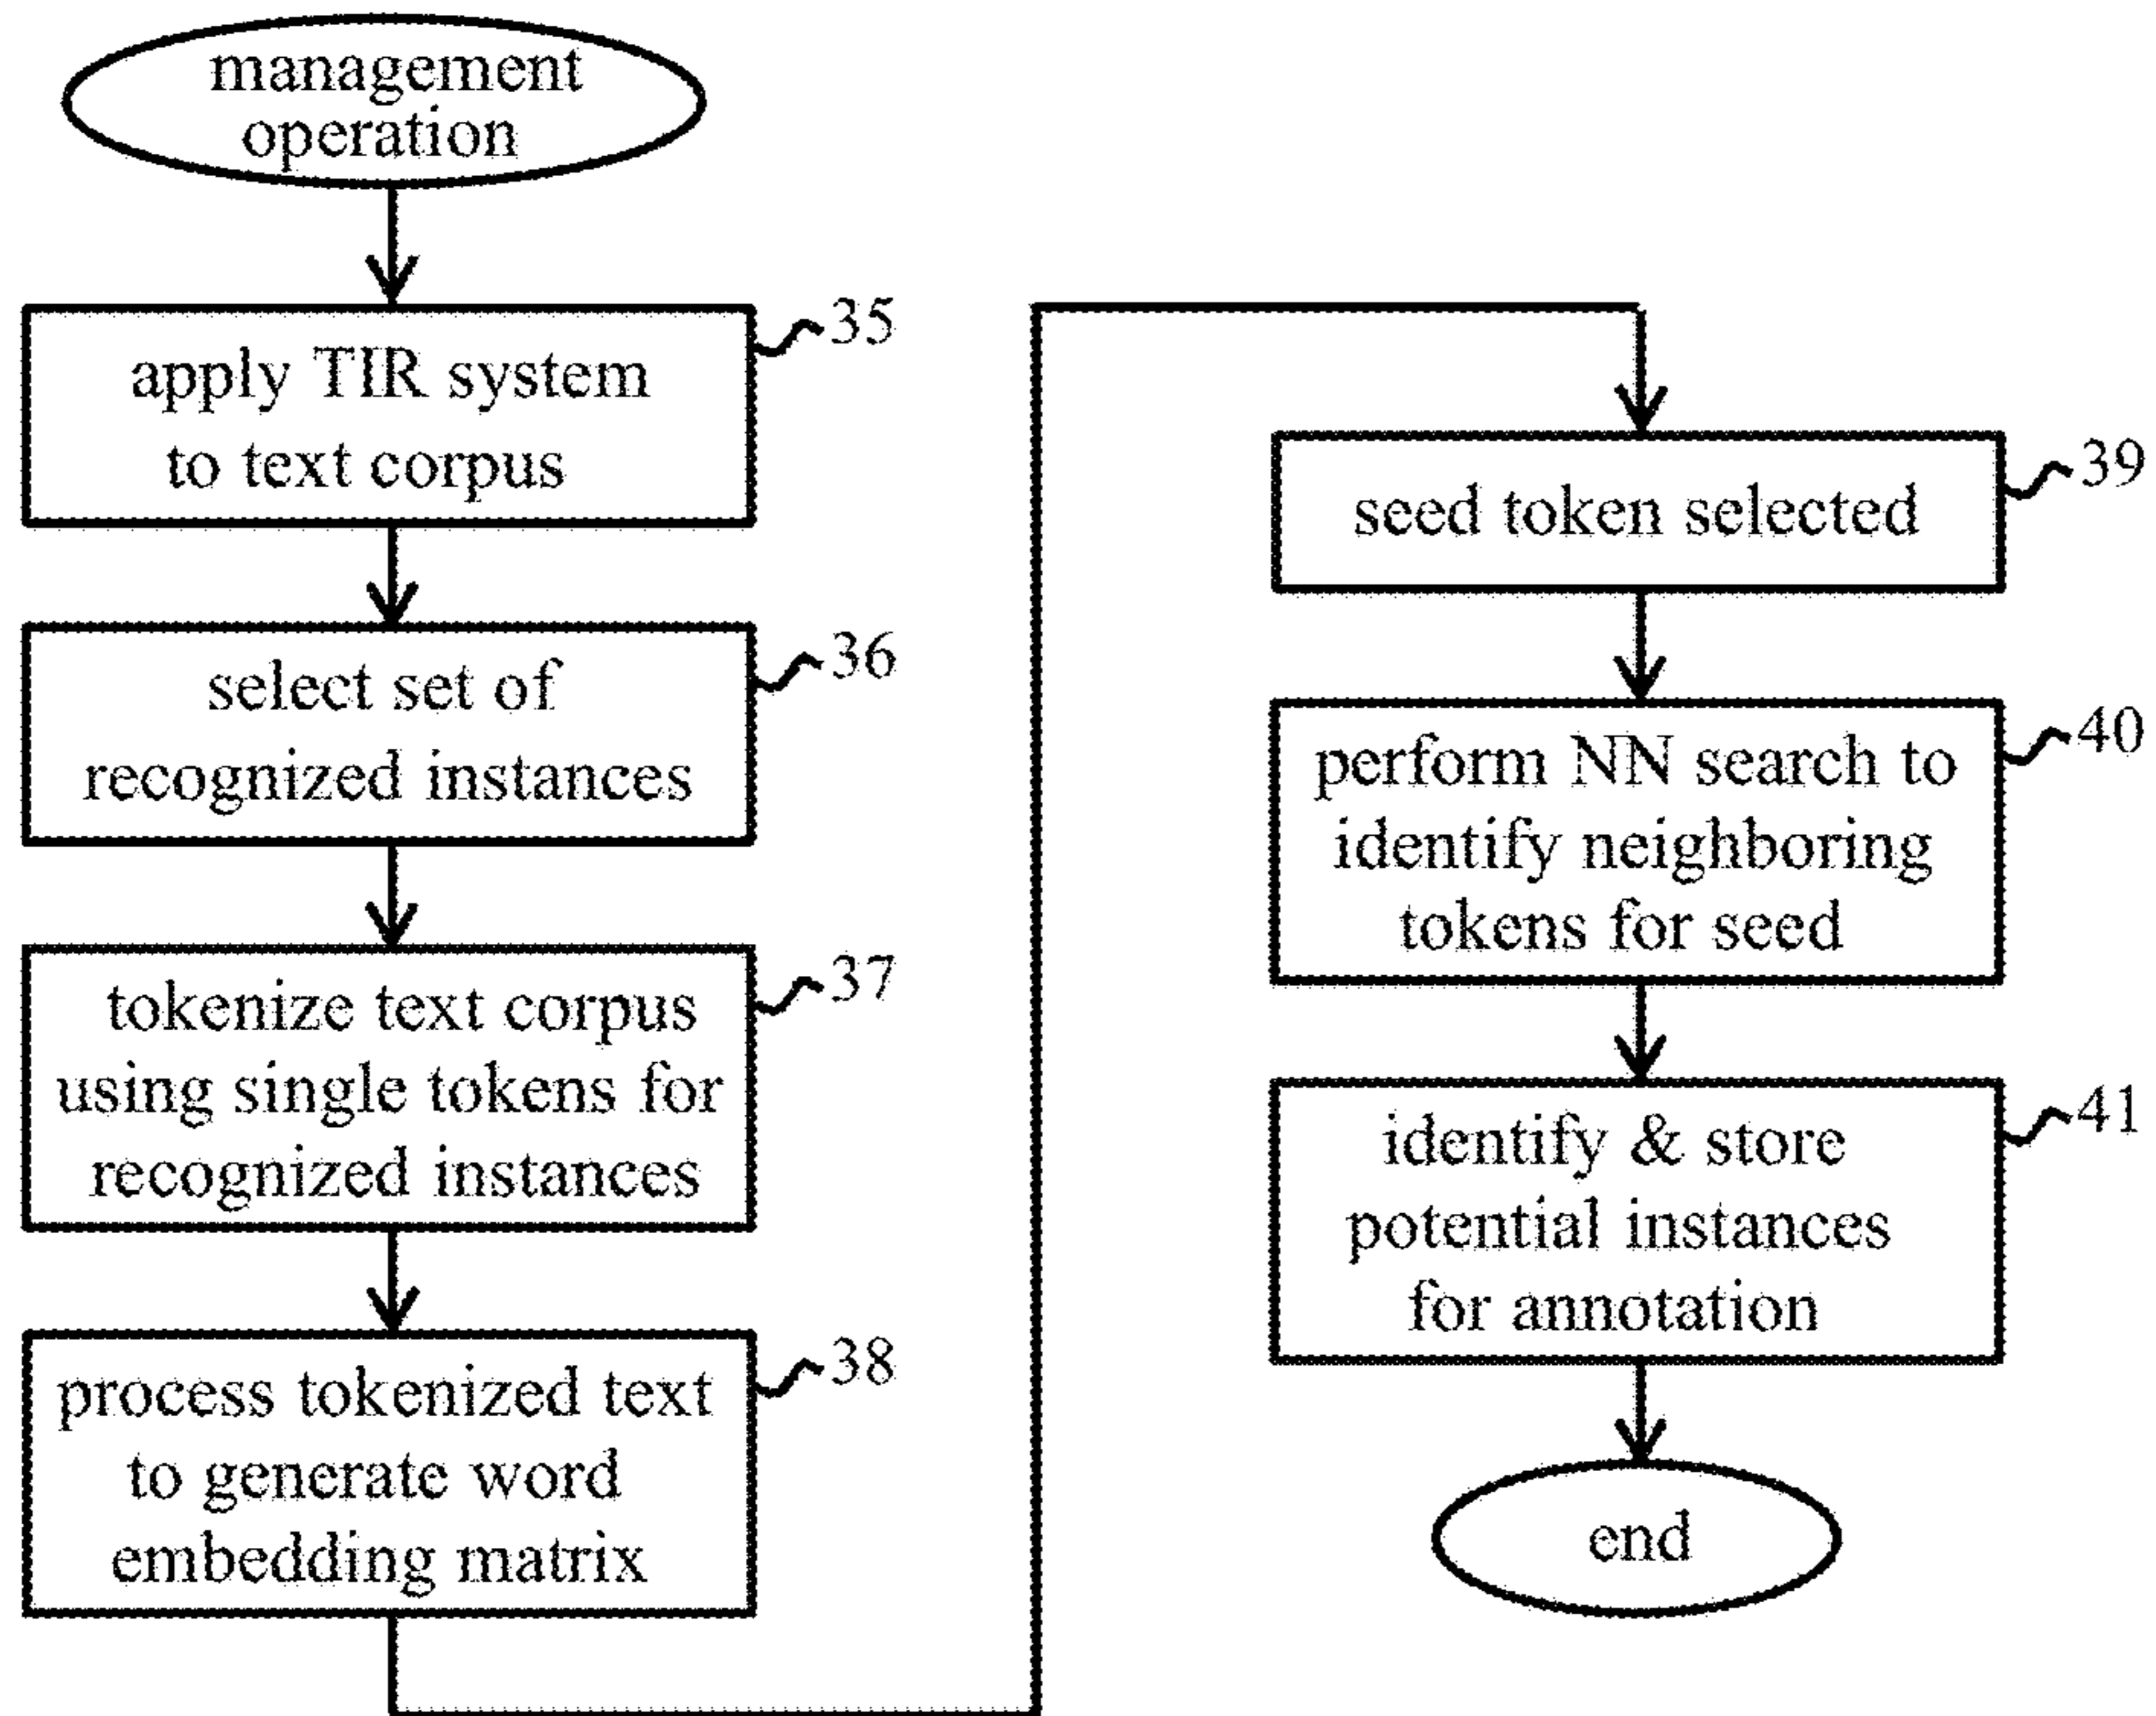 management
operation
35
apply TIR system
to text corpus
36
select set of
recognized instances
37
tokenize text corpus
using single tokens for
recognized instances
38
process tokenized text
to generate word
embedding matrix
39
seed token selected
40
perform NN search to
identify neighboring
tokens for seed
41
identify & store
potential instances
for annotation
end